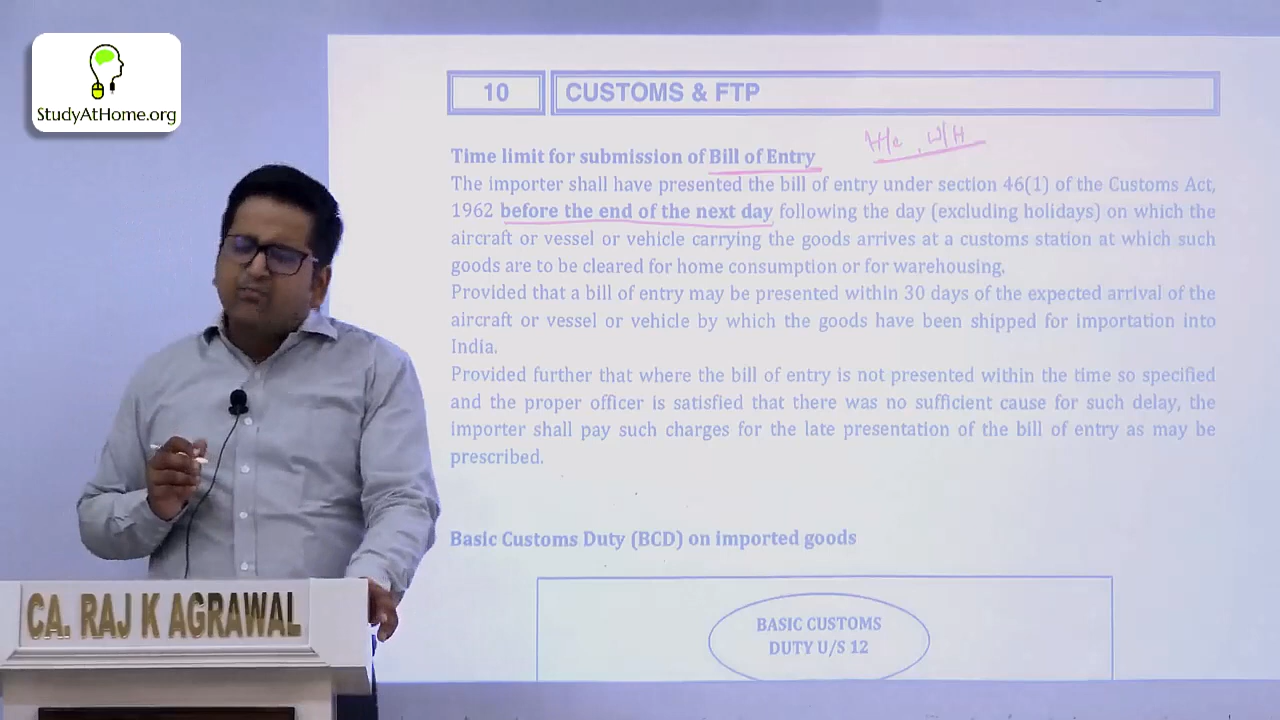 StudyAtHome.org
10
CUSTOMS & FTP
H/c , W/H
Time limit for submission of Bill of Entry
The importer shall have presented the bill of entry under section 46(1) of the Customs Act,
1962 before the end of the next day following the day (excluding holidays) on which the
aircraft or vessel or vehicle carrying the goods arrives at a customs station at which such
goods are to be cleared for home consumption or for warehousing.
Provided that a bill of entry may be presented within 30 days of the expected arrival of the
aircraft or vessel or vehicle by which the goods have been shipped for importation into
India.
Provided further that where the bill of entry is not presented within the time so specified
and the proper officer is satisfied that there was no sufficient cause for such delay, the
importer shall pay such charges for the late presentation of the bill of entry as may be
prescribed.
Basic Customs Duty (BCD) on imported goods
BASIC CUSTOMS
DUTY U/S 12
CA. RAJ K AGRAWAL